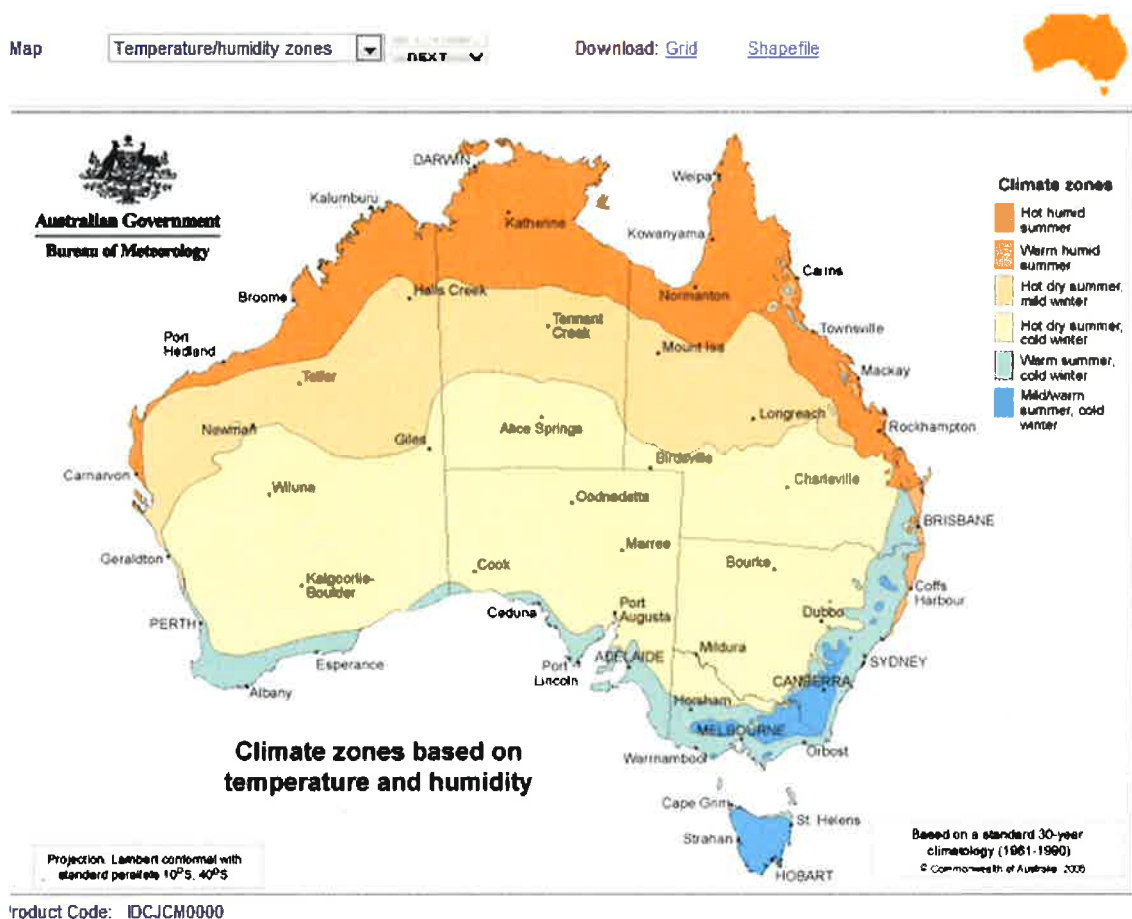 Map
Temperature/humidity zones
NEXT
Download: Grid Shapefile
Australian Government
Bureau of Meteorology
DARWIN
Weipa
Kalumburu
Katherine
Kowanyama
Cairns
Broome
Halls Creek
Normanton
Port
Hedland
Tennant
Creek
Townsville
Mount Isa
Telfer
Mackay
Newman
Longreach
Giles
Alice Springs
Rockhampton
Birdsville
Carnarvon
Wiluna
Oodnadatta
Charleville
BRISBANE
Geraldton
Marree
Cook
Bourke
Kalgoorlie-
Boulder
Coffs
Harbour
Port
Augusta
Ceduna
Dubbo
PERTH
Mildura
Esperance
ADELAIDE
SYDNEY
Port
Lincoln
CANBERRA
Albany
Horsham
MELBOURNE
Orbost
Warrnambool
Cape Grim
St. Helens
Strahan
HOBART
Climate zones
Hot humid
summer
Warm humid
summer
Hot dry summer,
mild winter
Hot dry summer,
cold winter
Warm summer,
cold winter
Mild/warm
summer, cold
winter
Climate zones based on
temperature and humidity
Projection: Lambert conformal with
standard parallels 10°S, 40°S
Based on a standard 30-year
climatology (1961-1990)
© Commonwealth of Australia, 2005
roduct Code: IDCJCM0000